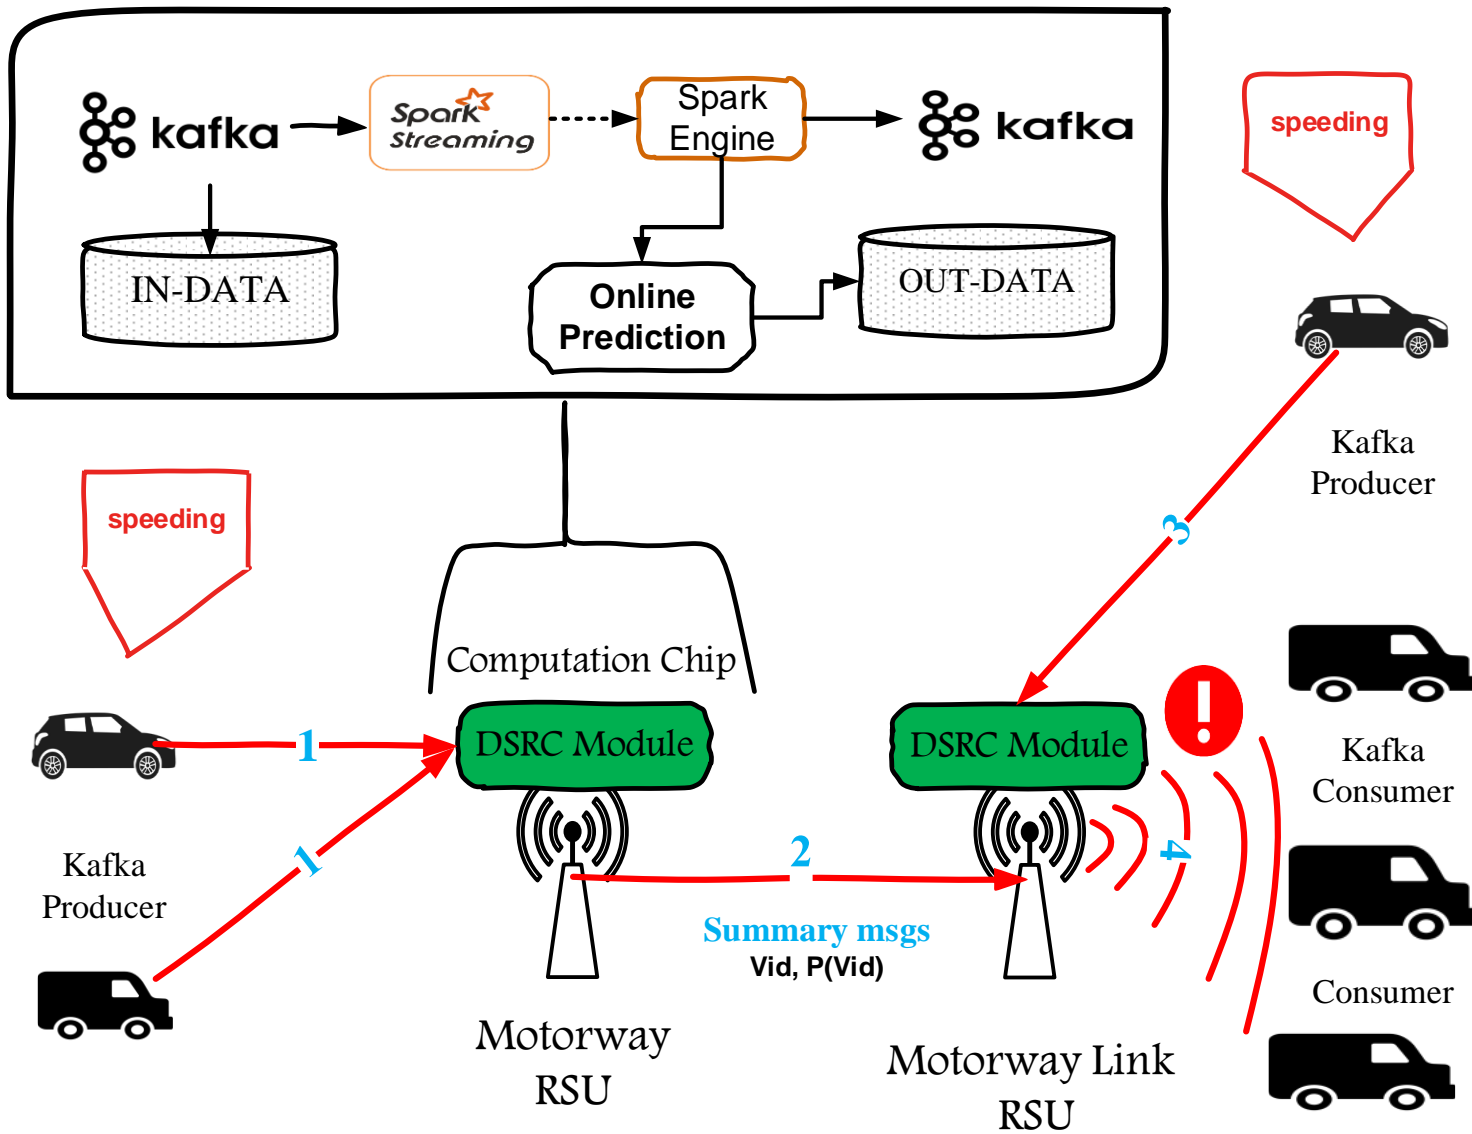 kafka
Spark
Streaming
Spark
Engine
kafka
speeding
IN-DATA
Online
Prediction
OUT-DATA
Kafka
Producer
3
speeding
Computation Chip
DSRC Module
DSRC Module
!
Kafka
Consumer
1
1
Kafka
Producer
2
4
Summary msgs
Vid, P(Vid)
Consumer
Motorway
RSU
Motorway Link
RSU